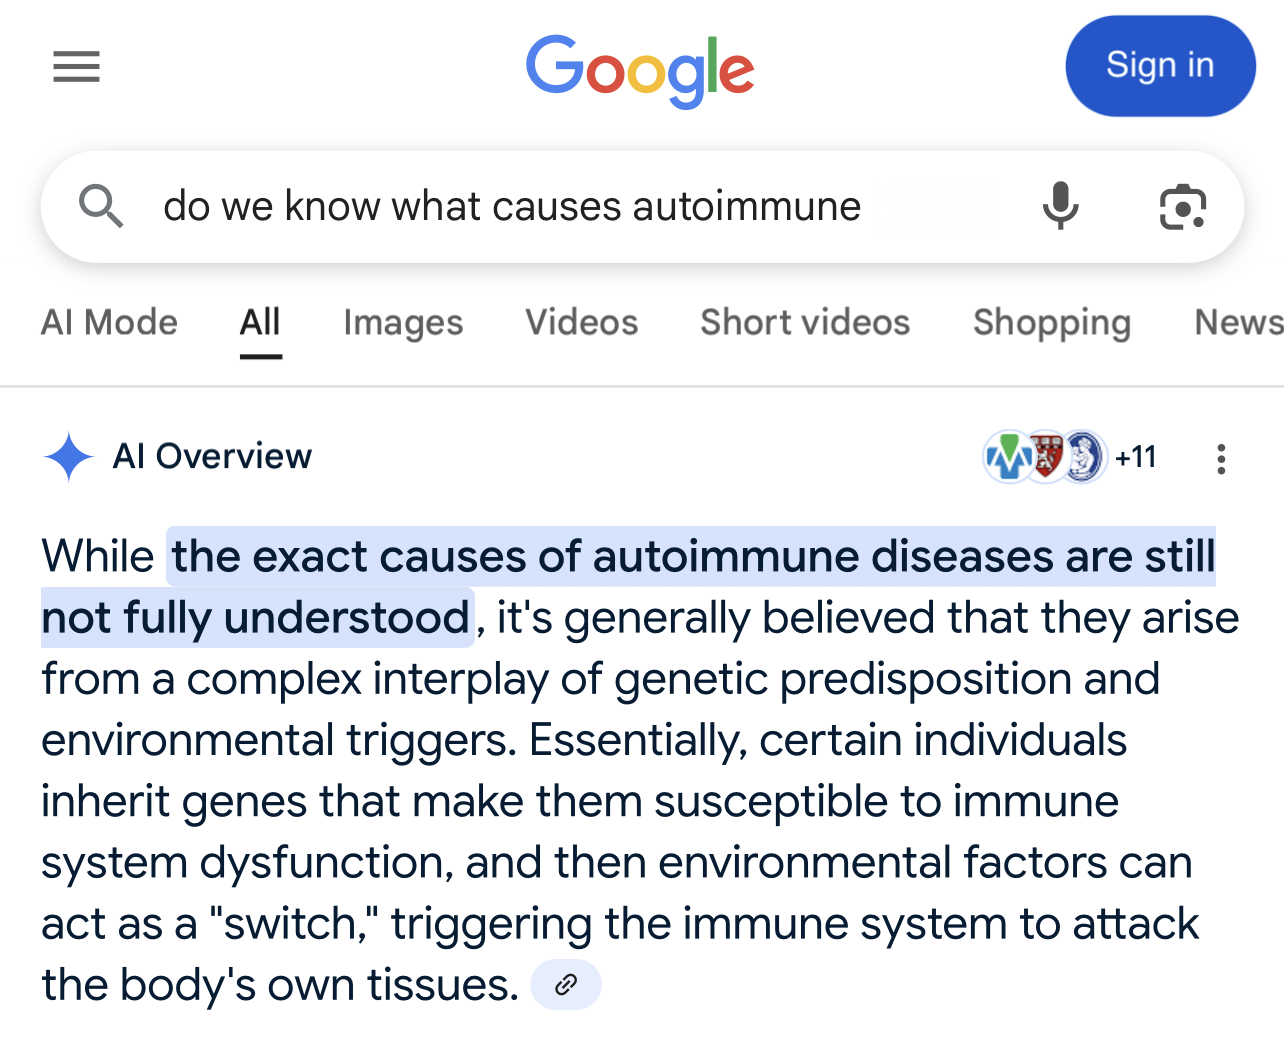 Google
Sign in
do we know what causes autoimmune
AI Mode All Images Videos Short videos Shopping News
AI Overview +11
While the exact causes of autoimmune diseases are still
not fully understood, it's generally believed that they arise
from a complex interplay of genetic predisposition and
environmental triggers. Essentially, certain individuals
inherit genes that make them susceptible to immune
system dysfunction, and then environmental factors can
act as a "switch," triggering the immune system to attack
the body's own tissues.